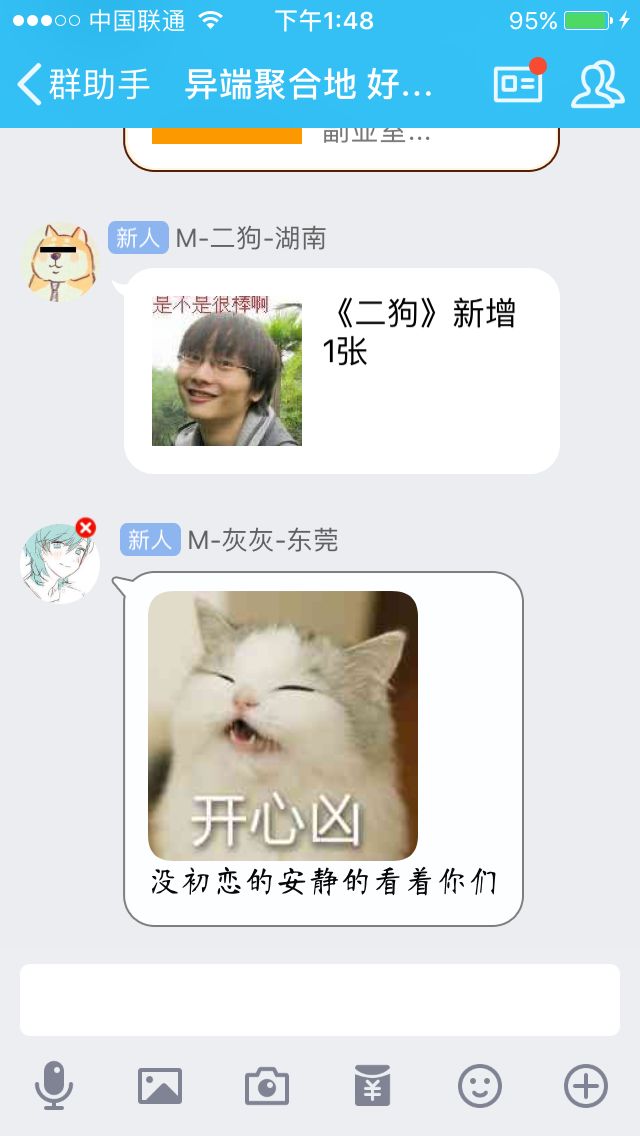 中国联通 下午1:48 95%
群助手 异端聚合地 好...
副业室...
新人 M-二狗-湖南
是不是很棒啊
《二狗》新增
1张
新人 M-灰灰-东莞
开心凶
没初恋的安静的看着你们